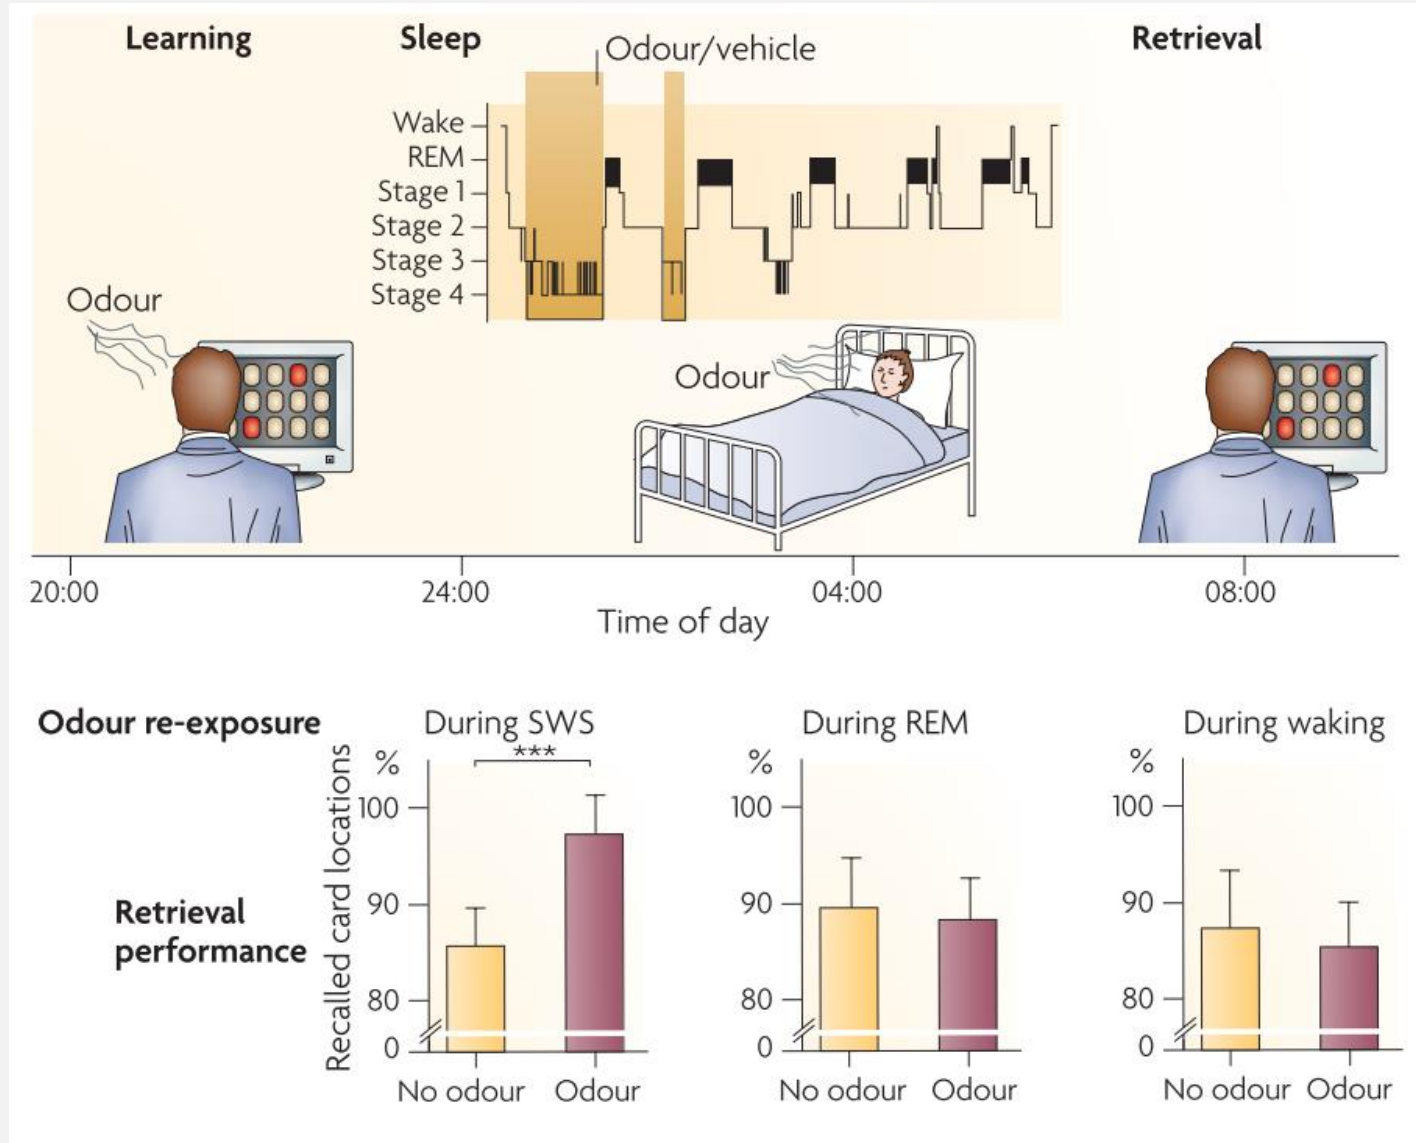 Learning
Sleep
Odour/vehicle
Retrieval
Wake
REM
Stage 1
Stage 2
Stage 3
Stage 4
Odour
Odour
20:00
24:00
04:00
08:00
Time of day
Odour re-exposure
During SWS
During REM
During waking
Retrieval
performance
Recalled card locations
%
***
100
90
80
0
No odour
Odour
%
100
90
80
0
No odour
Odour
%
100
90
80
0
No odour
Odour